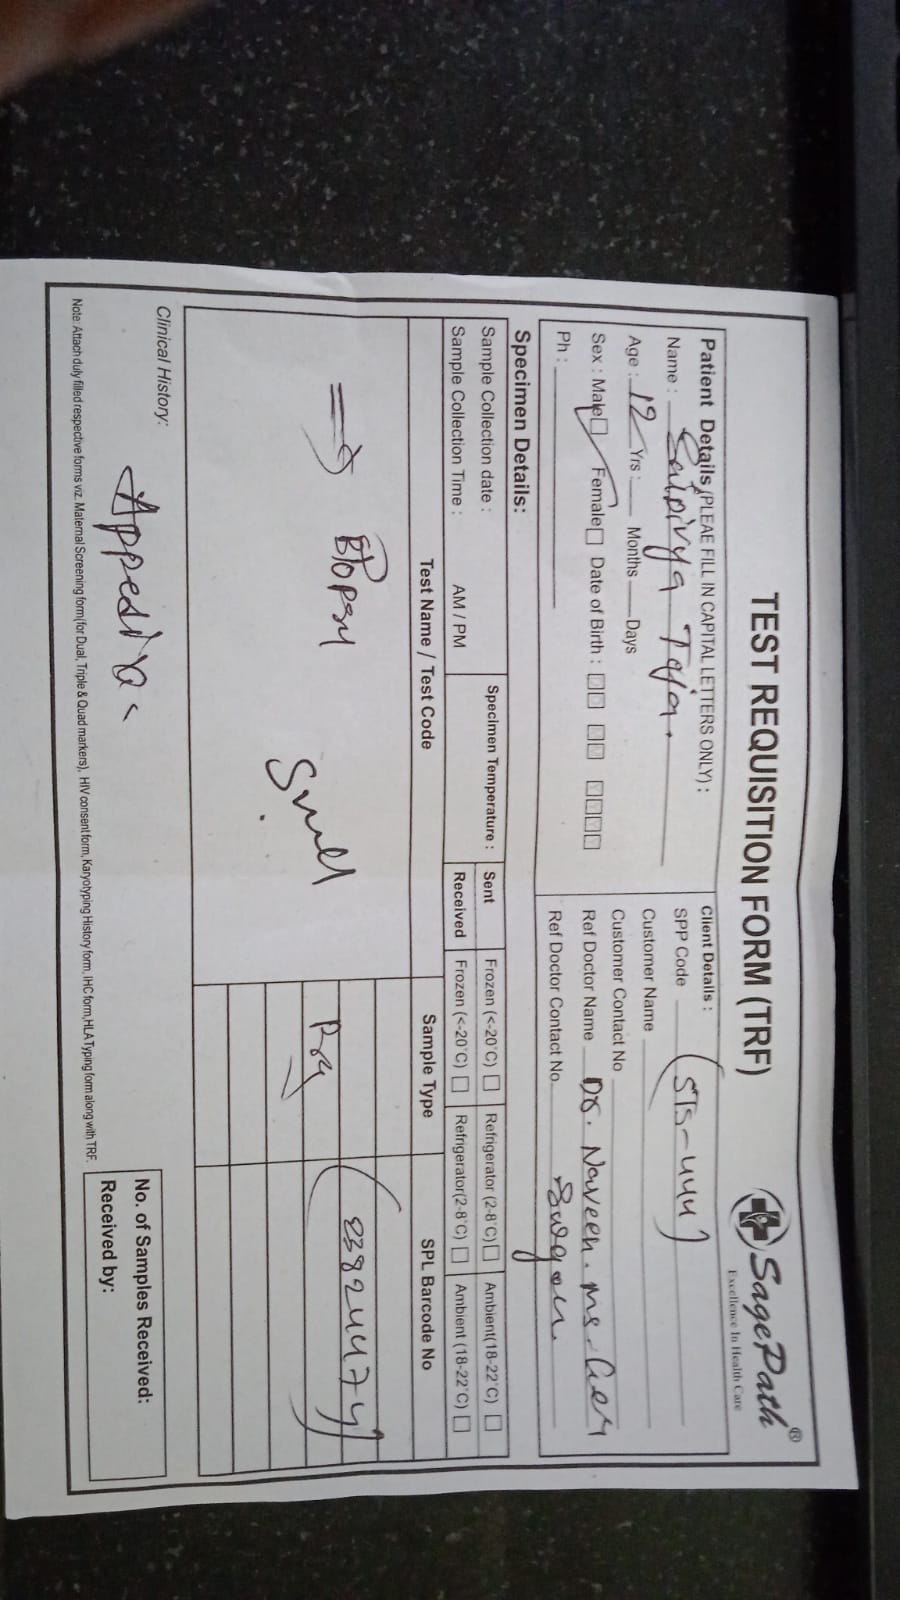 TEST REQUISITION FORM (TRF)
SagePath®
Excellence In Health Care
Patient Details (PLEAE FILL IN CAPITAL LETTERS ONLY) :
Name :
Age : 12 Yrs : Months Days
Sex : Male Female Date of Birth :
Ph :
Client Details :
SPP Code (STS-444)
Customer Name
Customer Contact No
Ref Doctor Name Dr. Naveen. ms.
Ref Doctor Contact No.
Specimen Details:
Sample Collection date :
Sample Collection Time : AM / PM
Specimen Temperature :
Sent Frozen (<-20°C) Refrigerator (2-8°C) Ambient(18-22°C)
Received Frozen (<-20°C) Refrigerator(2-8°C) Ambient (18-22°C)
Test Name / Test Code
Sample Type
SPL Barcode No
⇒ Biopsy
Small
Clinical History:
No. of Samples Received:
Received by:
Note: Attach duly filled respective forms viz. Maternal Screening form(for Dual, Triple & Quad markers), HIV consent form, Karyotyping History form, IHC form,HLA Typing form along with TRF.